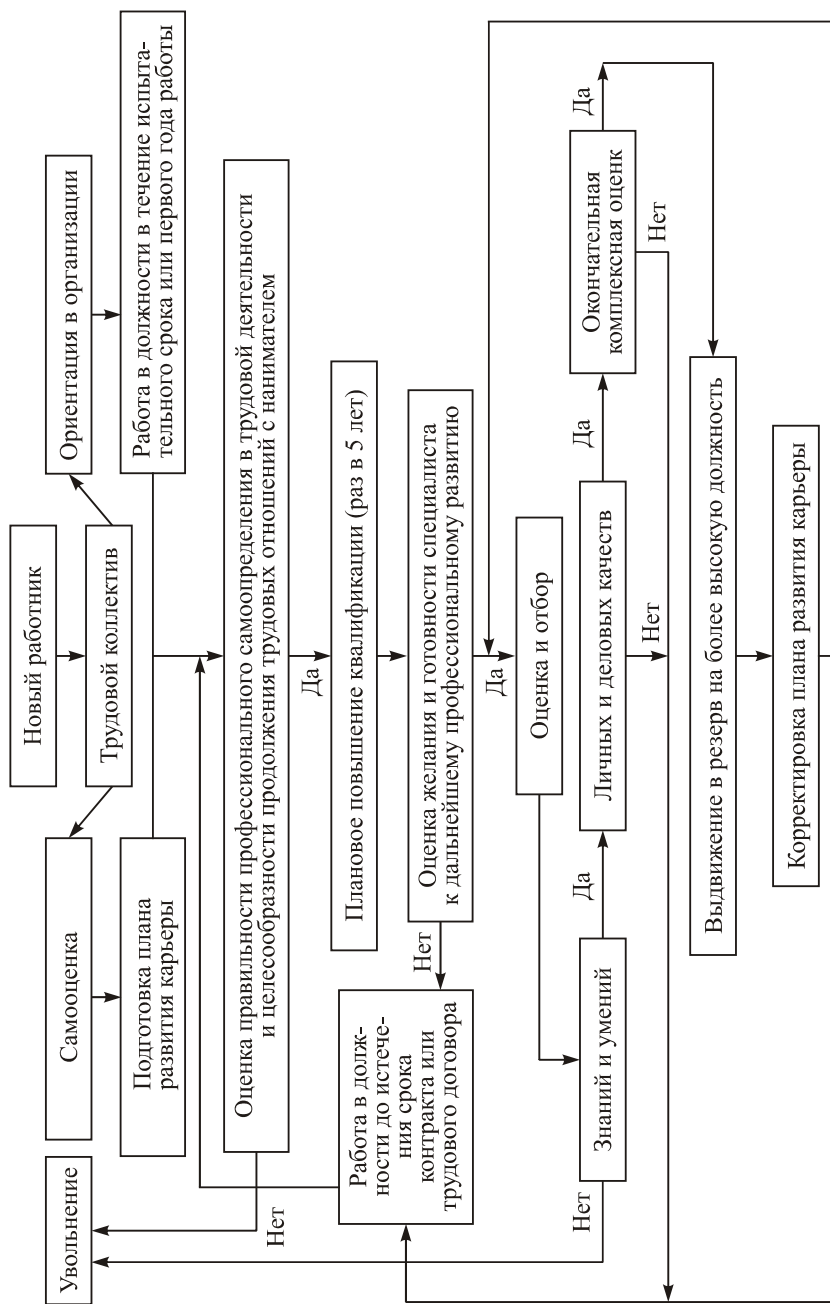 Новый работник
Увольнение
Самооценка
Трудовой коллектив
Ориентация в организации
Подготовка плана
развития карьеры
Работа в должности в течение испыта-
тельного срока или первого года работы
Оценка правильности профессионального самоопределения в трудовой деятельности
и целесообразности продолжения трудовых отношений с нанимателем
Нет
Да
Плановое повышение квалификации (раз в 5 лет)
Работа в долж-
ности до истече-
ния срока
контракта или
трудового договора
Нет
Оценка желания и готовности специалиста
к дальнейшему профессиональному развитию
Да
Оценка и отбор
Нет
Знаний и умений
Да
Личных и деловых качеств
Да
Окончательная
комплексная оценк
Да
Нет
Нет
Выдвижение в резерв на более высокую должность
Корректировка плана развития карьеры